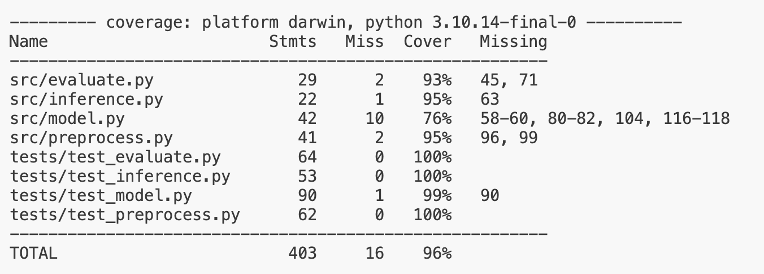 --------- coverage: platform darwin, python 3.10.14-final-0 ----------
Name                        Stmts   Miss  Cover   Missing
---------------------------------------------------------
src/evaluate.py                29      2    93%   45, 71
src/inference.py               22      1    95%   63
src/model.py                   42     10    76%   58-60, 80-82, 104, 116-118
src/preprocess.py              41      2    95%   96, 99
tests/test_evaluate.py         64      0   100%
tests/test_inference.py        53      0   100%
tests/test_model.py            90      1    99%   90
tests/test_preprocess.py       62      0   100%
---------------------------------------------------------
TOTAL                         403     16    96%